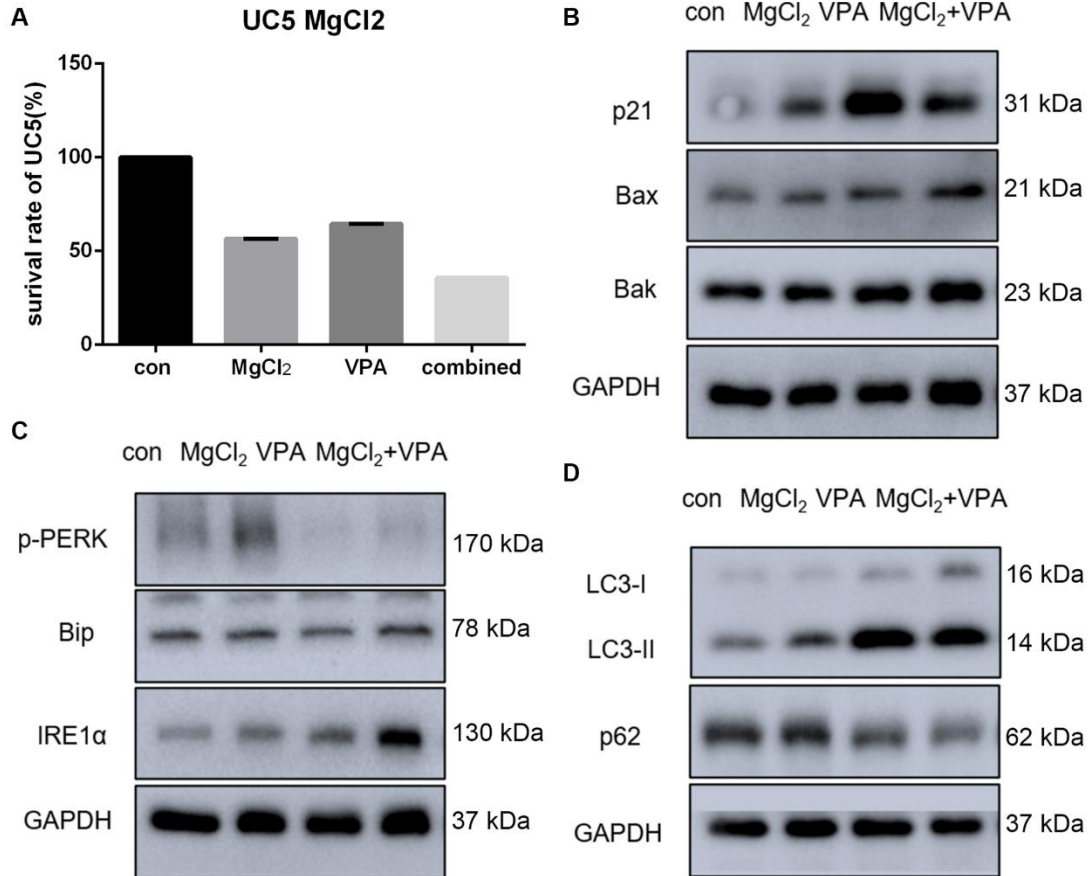 A
UC5 MgCl2
surival rate of UC5(%)
150
100
50
0
con MgCl2 VPA combined
B
con MgCl2 VPA MgCl2+VPA
p21 31 kDa
Bax 21 kDa
Bak 23 kDa
GAPDH 37 kDa
C
con MgCl2 VPA MgCl2+VPA
p-PERK 170 kDa
Bip 78 kDa
IRE1α 130 kDa
GAPDH 37 kDa
D
con MgCl2 VPA MgCl2+VPA
LC3-I 16 kDa
LC3-II 14 kDa
p62 62 kDa
GAPDH 37 kDa